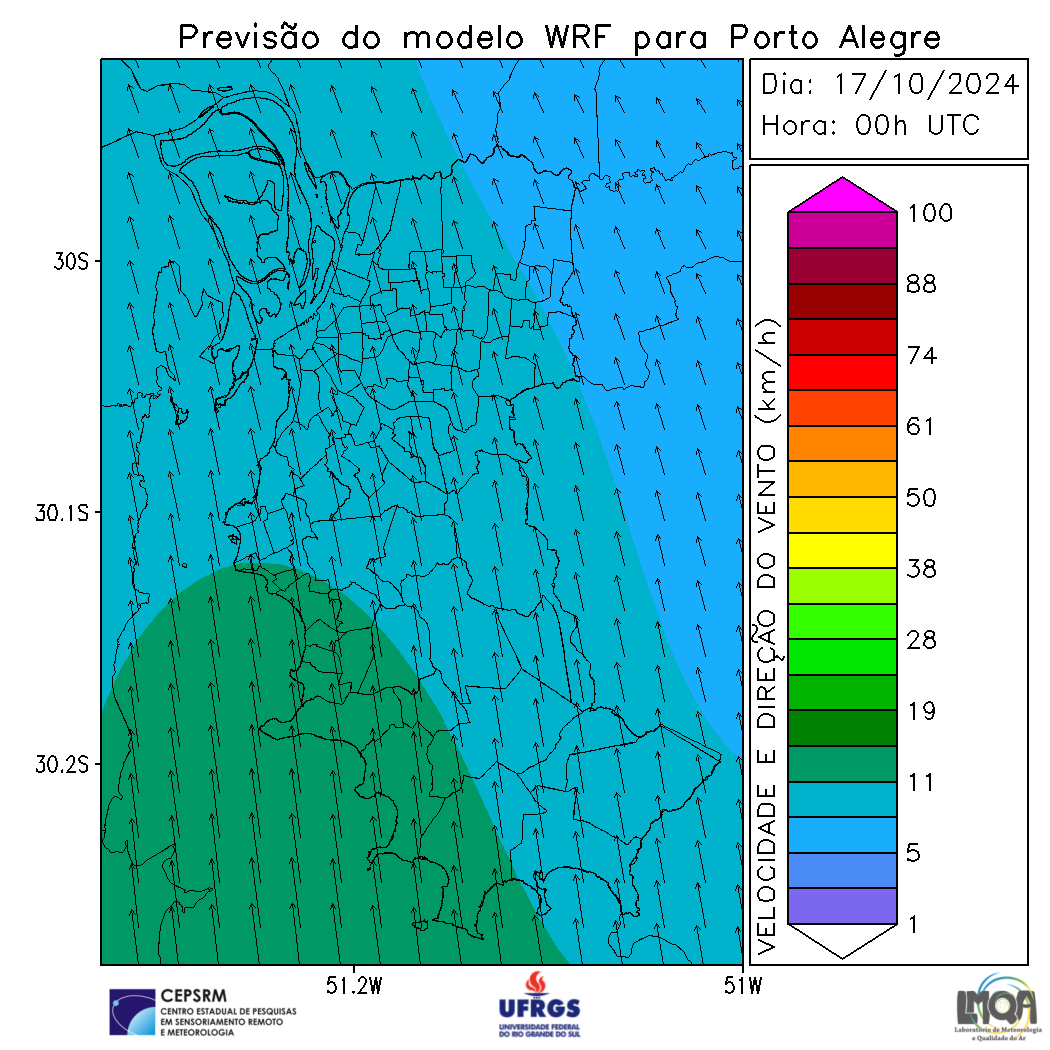 Previsão do modelo WRF para Porto Alegre
Dia: 17/10/2024
Hora: 00h UTC
30S
30.1S
30.2S
51.2W
51W
VELOCIDADE E DIREÇÃO DO VENTO (km/h)
100
88
74
61
50
38
28
19
11
5
1
CEPSRM
CENTRO ESTADUAL DE PESQUISAS
EM SENSORIAMENTO REMOTO
E METEOROLOGIA
UFRGS
UNIVERSIDADE FEDERAL
DO RIO GRANDE DO SUL
LMQA
Laboratório de Meteorologia
e Qualidade do Ar